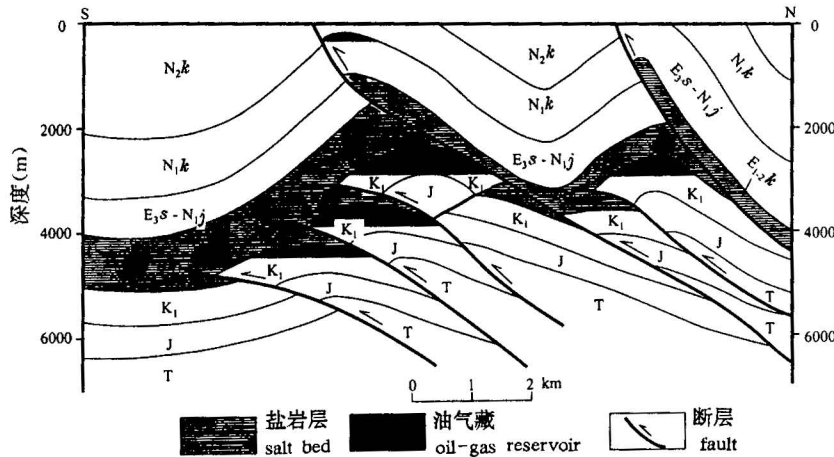 S
N
0
2000
4000
6000
深度(m)
0
2000
4000
6000
N₂k
N₁k
E₃s-N₁j
N₂k
N₁k
E₃s-N₁j
N₁k
E₃s-N₁j
E₁₋₂k
K₁
J
K₁
K₁
K₁
J
T
K₁
J
T
K₁
J
T
K₁
J
T
K₁
J
T
K₁
J
T
0 1 2 km
盐岩层
salt bed
油气藏
oil-gas reservoir
断层
fault